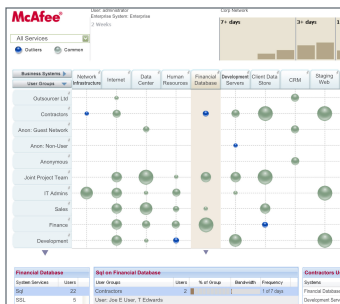 McAfee®
User: administrator
Enterprise System: Enterprise
2 Weeks
Corp Network
7+ days
3+ days
1
All Services
Outliers
Common
Business Systems
User Groups
Network Infrastructure
Internet
Data Center
Human Resources
Financial Database
Development Servers
Client Data Store
CRM
Staging Web
Outsourcer Ltd
Contractors
Anon: Guest Network
Anon: Non-User
Anonymous
Joint Project Team
IT Admins
Sales
Finance
Development
Financial Database
System Services Users
Sql 22
SSL 5
Sql on Financial Database
User Groups Users % of Group Bandwidth Frequency
Contractors 2 1 of 7 days
User: Joe E User, T Edwards
Contractors U
Systems
Financial Database
Development Serve